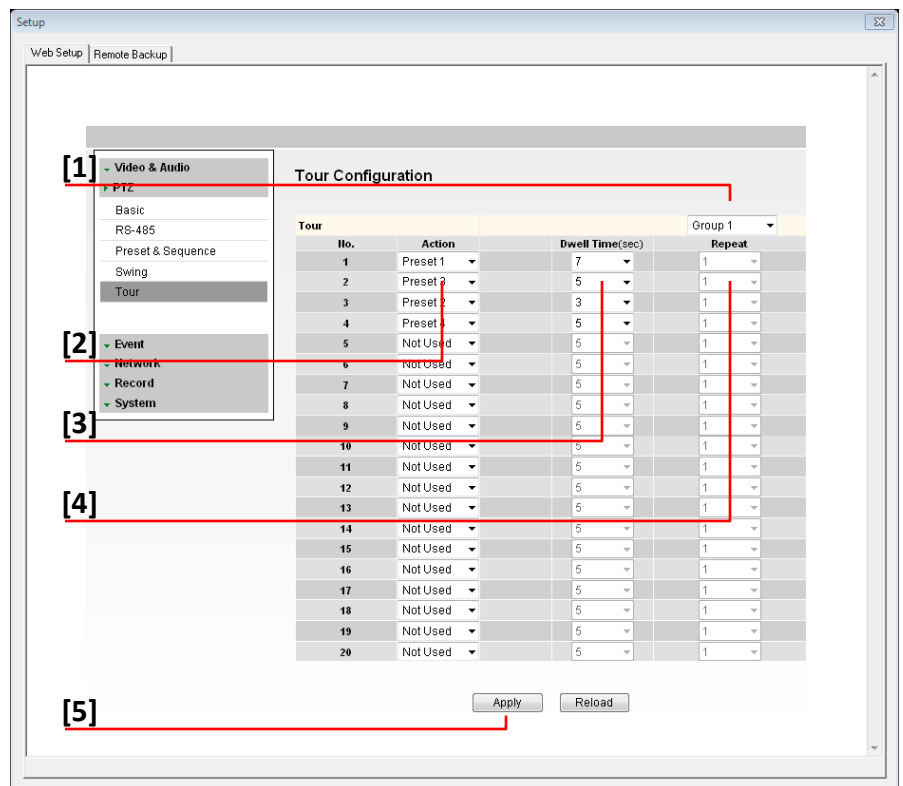 Setup
Web Setup Remote Backup
[1]
Video & Audio
PTZ
Basic
RS-485
Preset & Sequence
Swing
Tour
[2]
Event
Network
Record
System
[3]
[4]
[5]
Tour Configuration
Tour Group 1
No. Action Dwell Time(sec) Repeat
1 Preset 1 7 1
2 Preset 3 5 1
3 Preset 2 3 1
4 Preset 4 5 1
5 Not Used 5 1
6 Not Used 5 1
7 Not Used 5 1
8 Not Used 5 1
9 Not Used 5 1
10 Not Used 5 1
11 Not Used 5 1
12 Not Used 5 1
13 Not Used 5 1
14 Not Used 5 1
15 Not Used 5 1
16 Not Used 5 1
17 Not Used 5 1
18 Not Used 5 1
19 Not Used 5 1
20 Not Used 5 1
Apply Reload